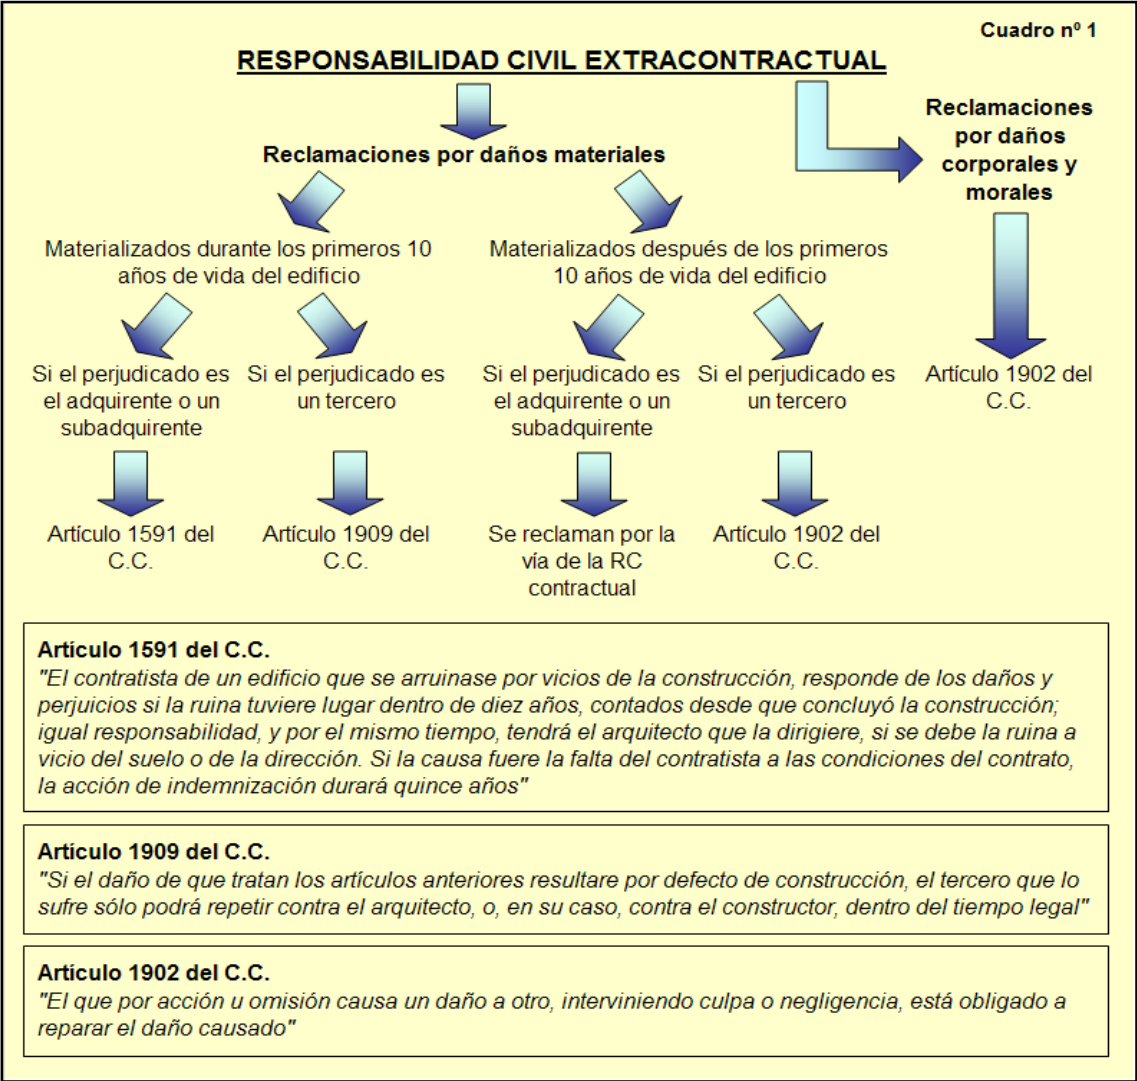 Cuadro nº 1
RESPONSABILIDAD CIVIL EXTRACONTRACTUAL
Reclamaciones
por daños
corporales y
morales
Reclamaciones por daños materiales
Materializados durante los primeros 10
años de vida del edificio
Materializados después de los primeros
10 años de vida del edificio
Si el perjudicado es
el adquirente o un
subadquirente
Si el perjudicado es
un tercero
Si el perjudicado es
el adquirente o un
subadquirente
Si el perjudicado es
un tercero
Artículo 1902 del
C.C.
Artículo 1591 del
C.C.
Artículo 1909 del
C.C.
Se reclaman por la
vía de la RC
contractual
Artículo 1902 del
C.C.
Artículo 1591 del C.C.
"El contratista de un edificio que se arruinase por vicios de la construcción, responde de los daños y
perjuicios si la ruina tuviere lugar dentro de diez años, contados desde que concluyó la construcción;
igual responsabilidad, y por el mismo tiempo, tendrá el arquitecto que la dirigiere, si se debe la ruina a
vicio del suelo o de la dirección. Si la causa fuere la falta del contratista a las condiciones del contrato,
la acción de indemnización durará quince años"
Artículo 1909 del C.C.
"Si el daño de que tratan los artículos anteriores resultare por defecto de construcción, el tercero que lo
sufre sólo podrá repetir contra el arquitecto, o, en su caso, contra el constructor, dentro del tiempo legal"
Artículo 1902 del C.C.
"El que por acción u omisión causa un daño a otro, interviniendo culpa o negligencia, está obligado a
reparar el daño causado"